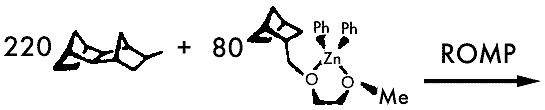 220 + 80 Ph Ph Zn O O Me ROMP